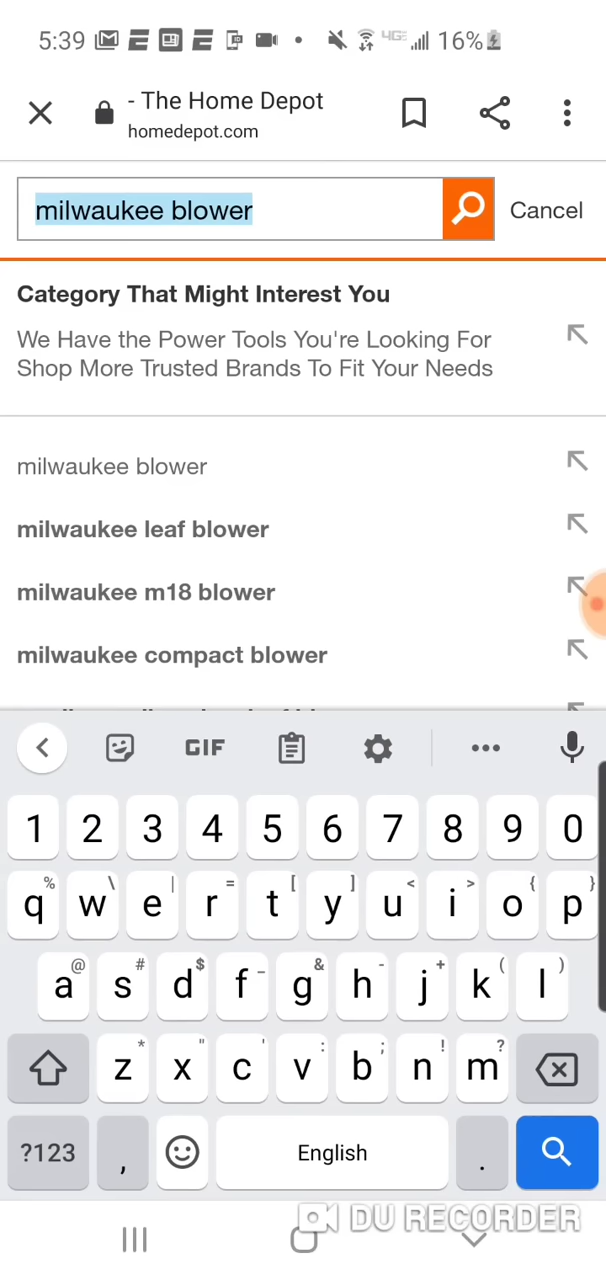 5:39 4GE 16%
- The Home Depot
homedepot.com
milwaukee blower
Cancel
Category That Might Interest You
We Have the Power Tools You're Looking For
Shop More Trusted Brands To Fit Your Needs
milwaukee blower
milwaukee leaf blower
milwaukee m18 blower
milwaukee compact blower
GIF
1 2 3 4 5 6 7 8 9 0
% \ | = [ ] < > { }
q w e r t y u i o p
@ # $ _ & - + ( )
a s d f g h j k l
* " ' : ; ! ?
z x c v b n m
?123 , English .
DU RECORDER